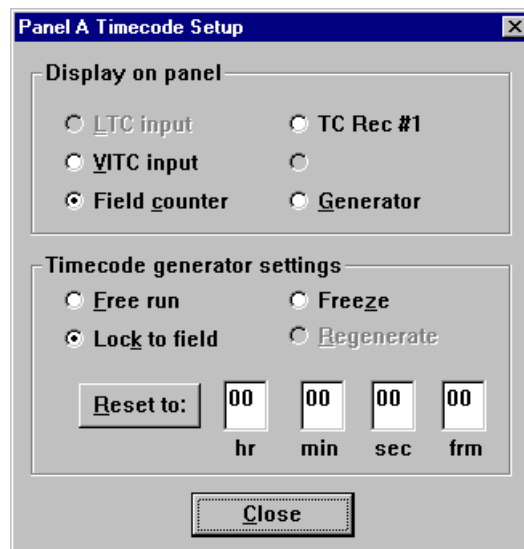 Panel A Timecode Setup
Display on panel
LTC input
TC Rec #1
VITC input
Field counter
Generator
Timecode generator settings
Free run
Freeze
Lock to field
Regenerate
Reset to:
00
00
00
00
hr
min
sec
frm
Close